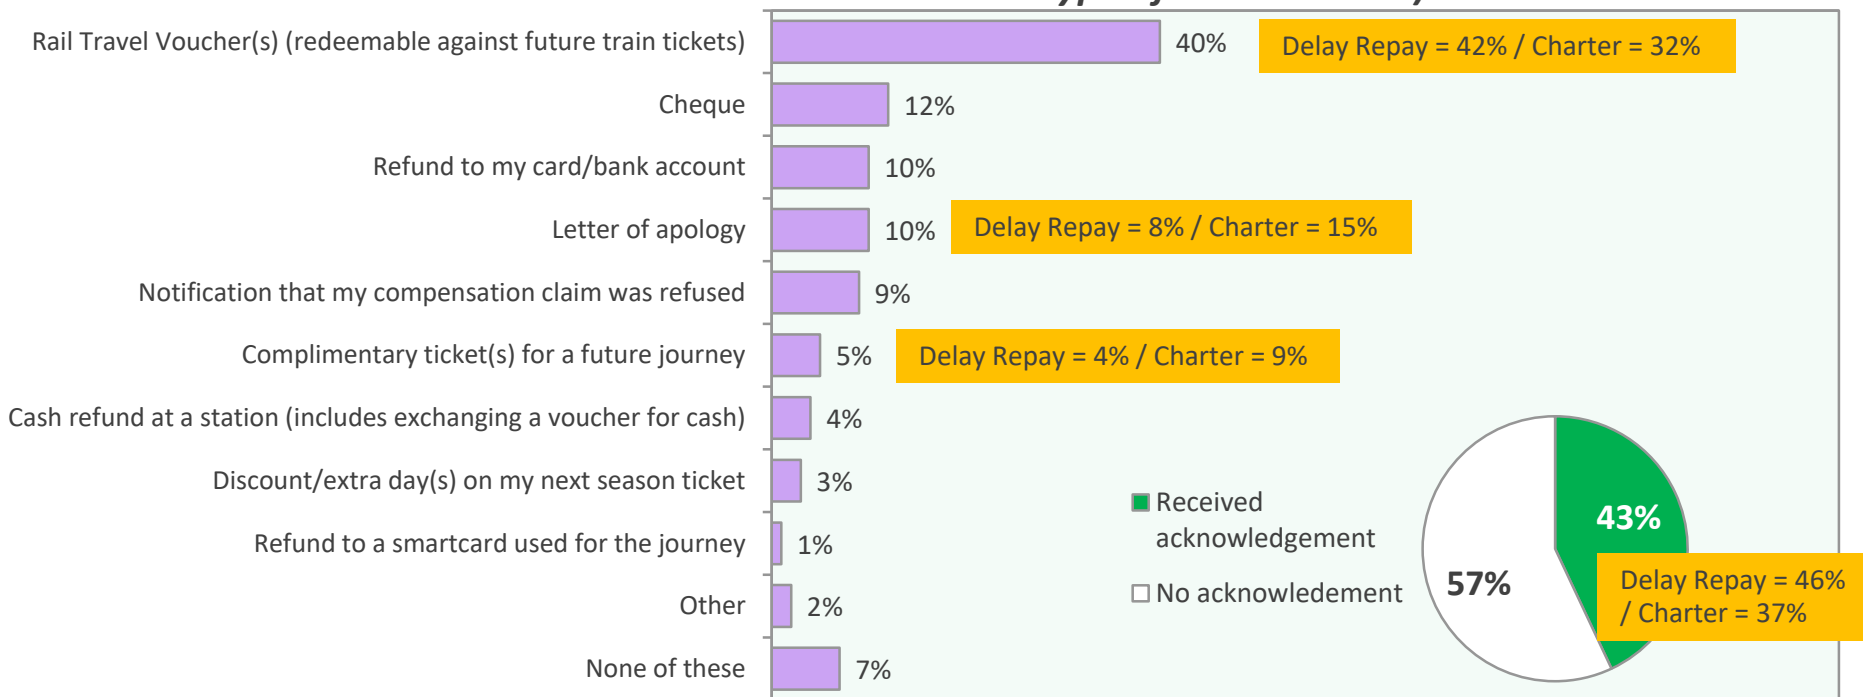 Rail Travel Voucher(s) (redeemable against future train tickets)
40%
Delay Repay = 42% / Charter = 32%
Cheque
12%
Refund to my card/bank account
10%
Letter of apology
10%
Delay Repay = 8% / Charter = 15%
Notification that my compensation claim was refused
9%
Complimentary ticket(s) for a future journey
5%
Delay Repay = 4% / Charter = 9%
Cash refund at a station (includes exchanging a voucher for cash)
4%
Discount/extra day(s) on my next season ticket
3%
Refund to a smartcard used for the journey
1%
Other
2%
None of these
7%
Received
acknowledgement
No acknowledement
43%
57%
Delay Repay = 46%
/ Charter = 37%